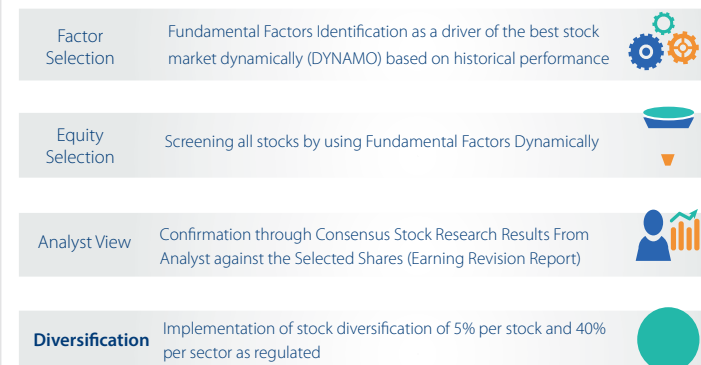 Factor
Selection
Fundamental Factors Identification as a driver of the best stock
market dynamically (DYNAMO) based on historical performance
Equity
Selection
Screening all stocks by using Fundamental Factors Dynamically
Analyst View
Confirmation through Consensus Stock Research Results From
Analyst against the Selected Shares (Earning Revision Report)
Diversification
Implementation of stock diversification of 5% per stock and 40%
per sector as regulated